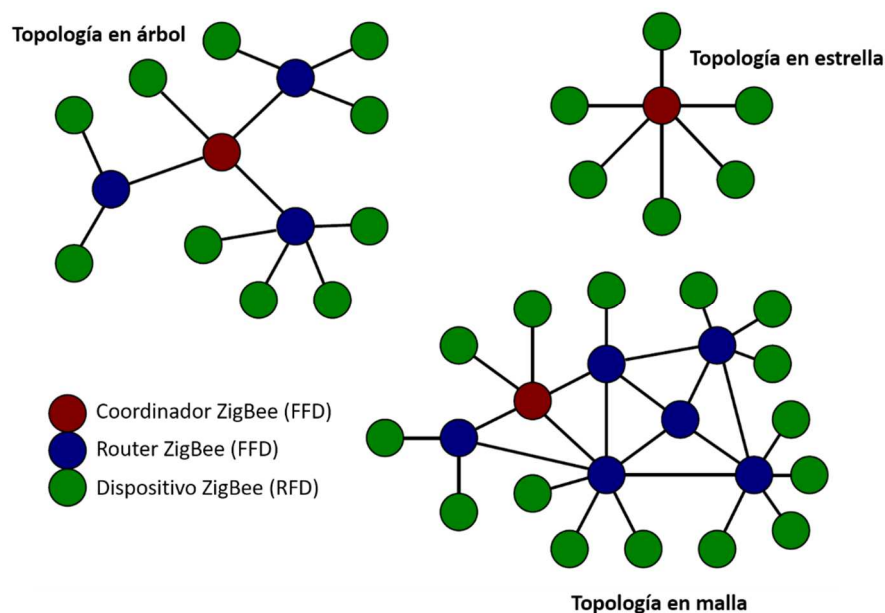 Topología en árbol
Topología en estrella
Coordinador ZigBee (FFD)
Router ZigBee (FFD)
Dispositivo ZigBee (RFD)
Topología en malla